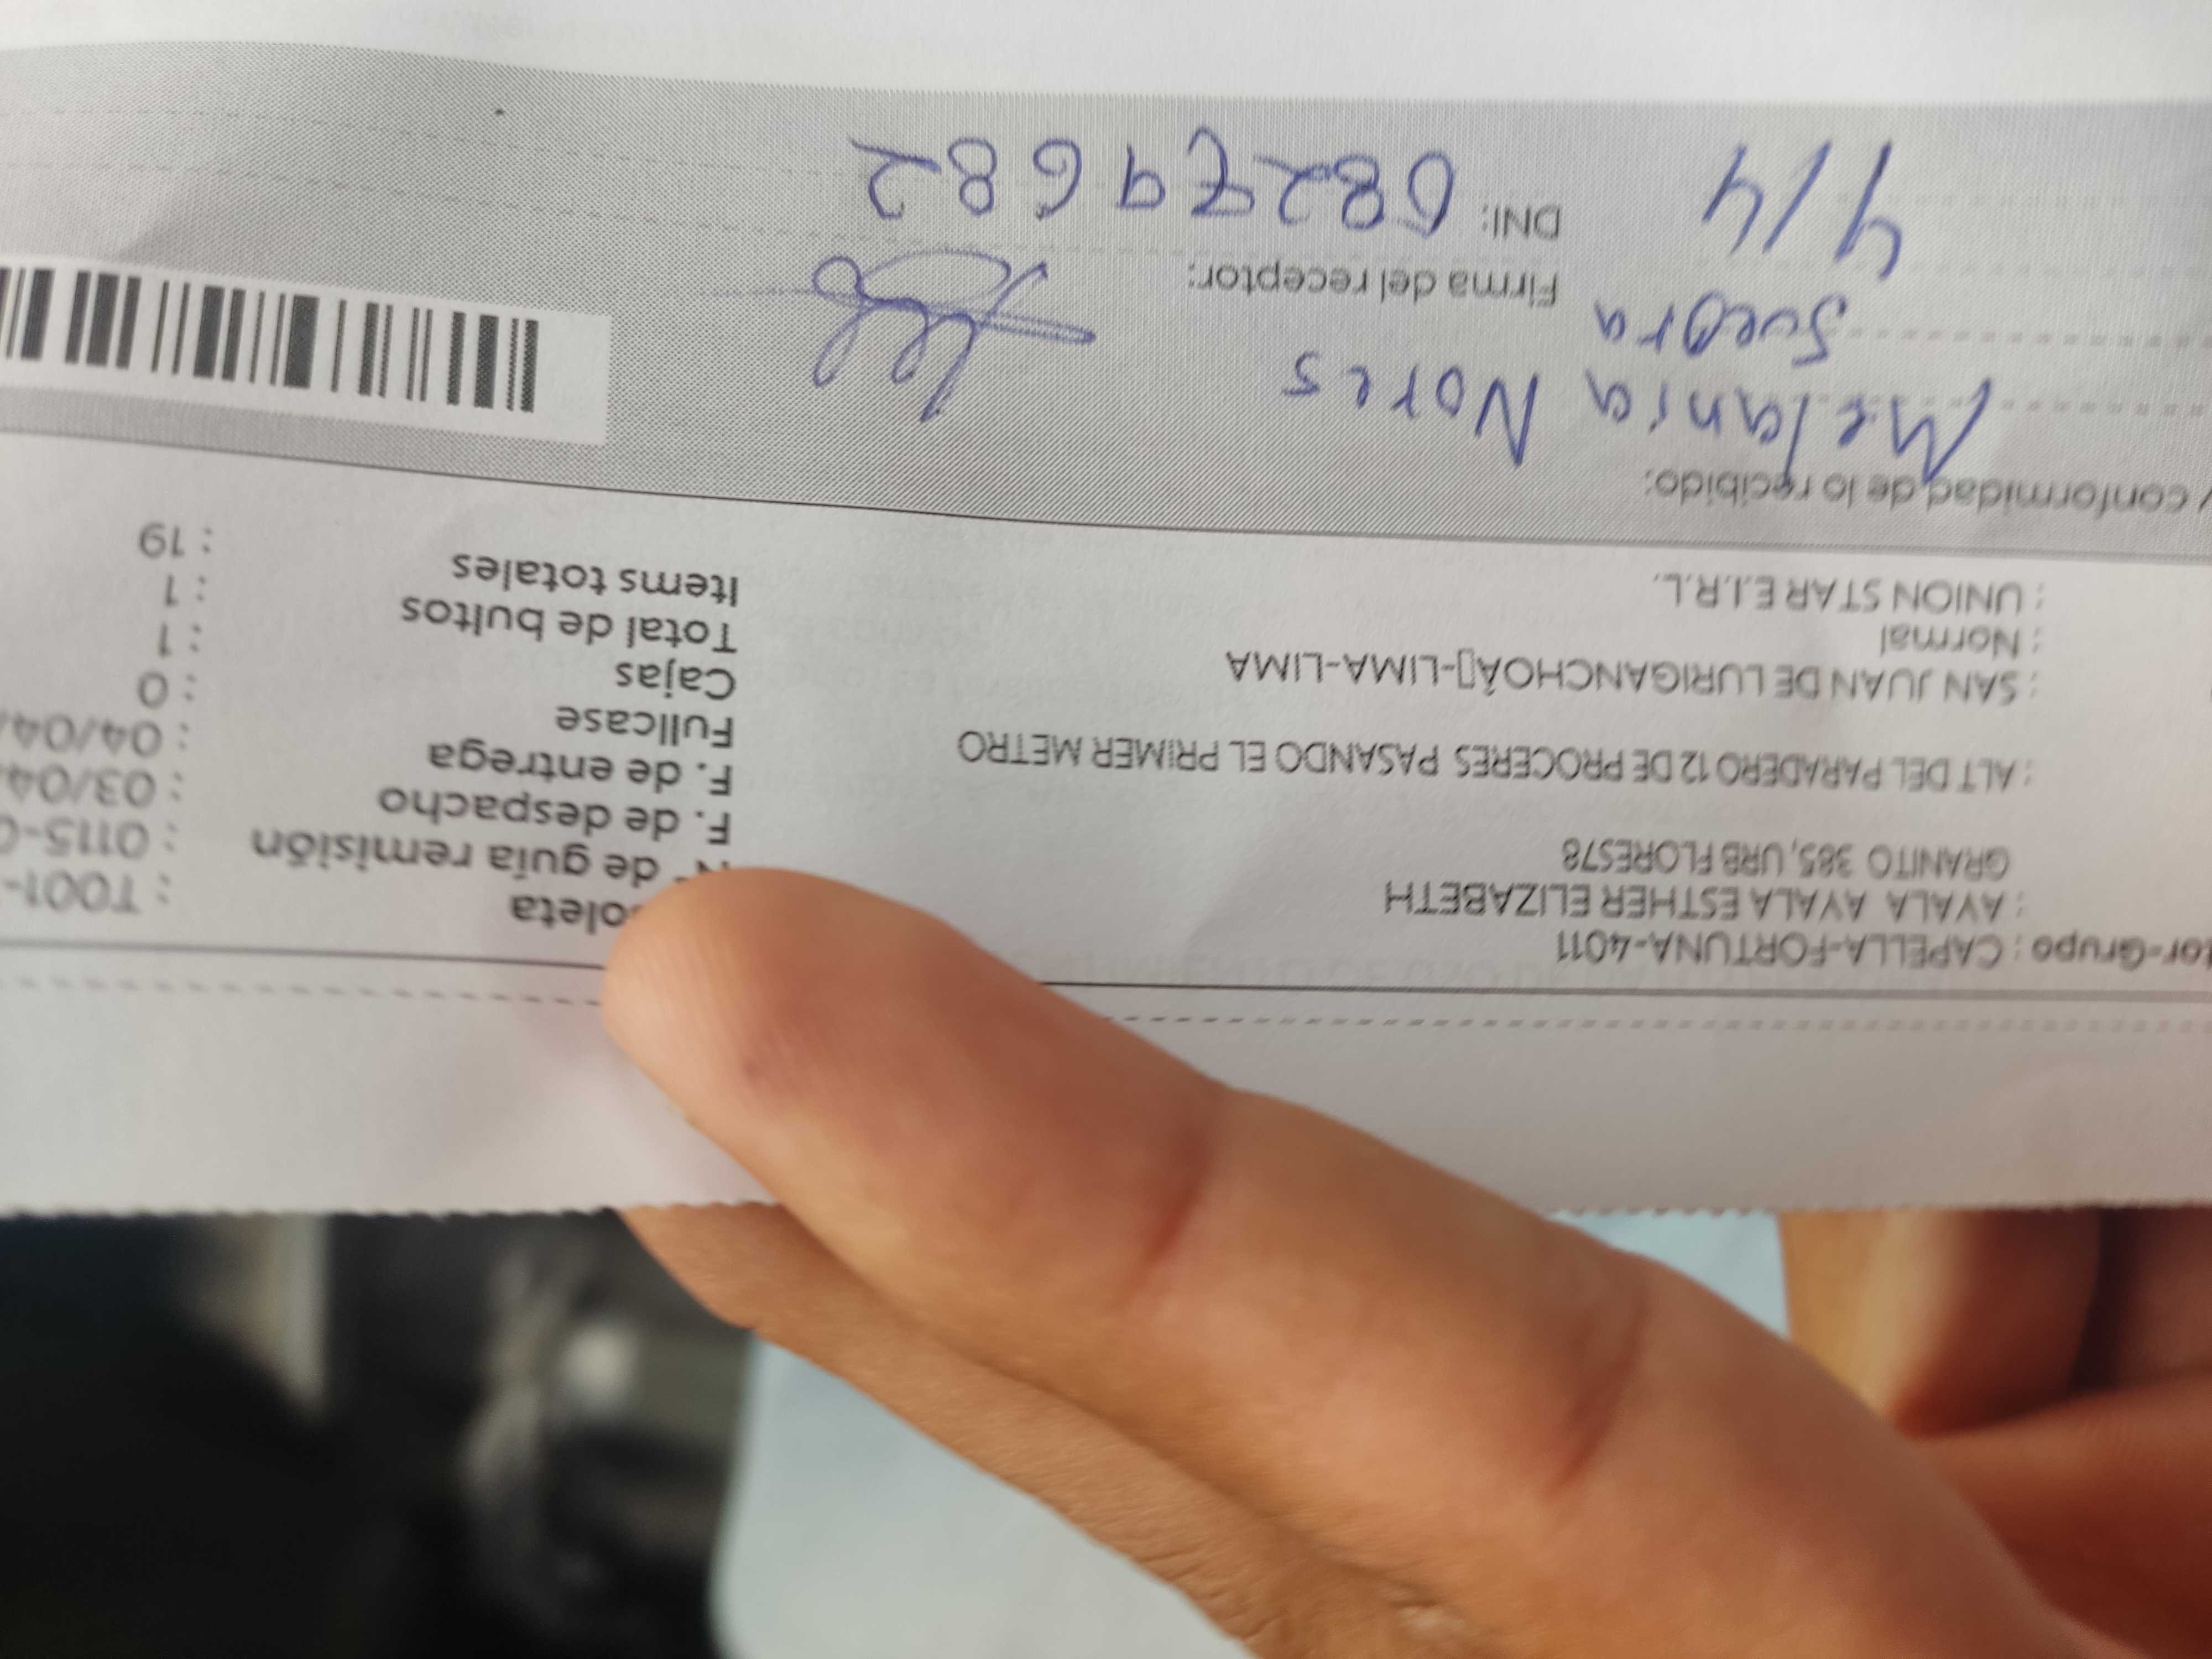 tor-Grupo : CAPELLA-FORTUNA-4011
: AYALA AYALA ESTHER ELIZABETH
GRANITO 385, URB FLORES78
: ALT DEL PARADERO 12 DE PROCERES PASANDO EL PRIMER METRO
: SAN JUAN DE LURIGANCHOÂ[]-LIMA-LIMA
: Normal
: UNION STAR E.I.R.L.
oleta : T001-
N° de guía remisión : 0115-0
F. de despacho : 03/04/
F. de entrega : 04/04/
Fullcase : 0
Cajas : 1
Total de bultos : 1
Items totales : 19
y conformidad de lo recibido:
Melania Nores
Suegra
Firma del receptor:
4/4
DNI: